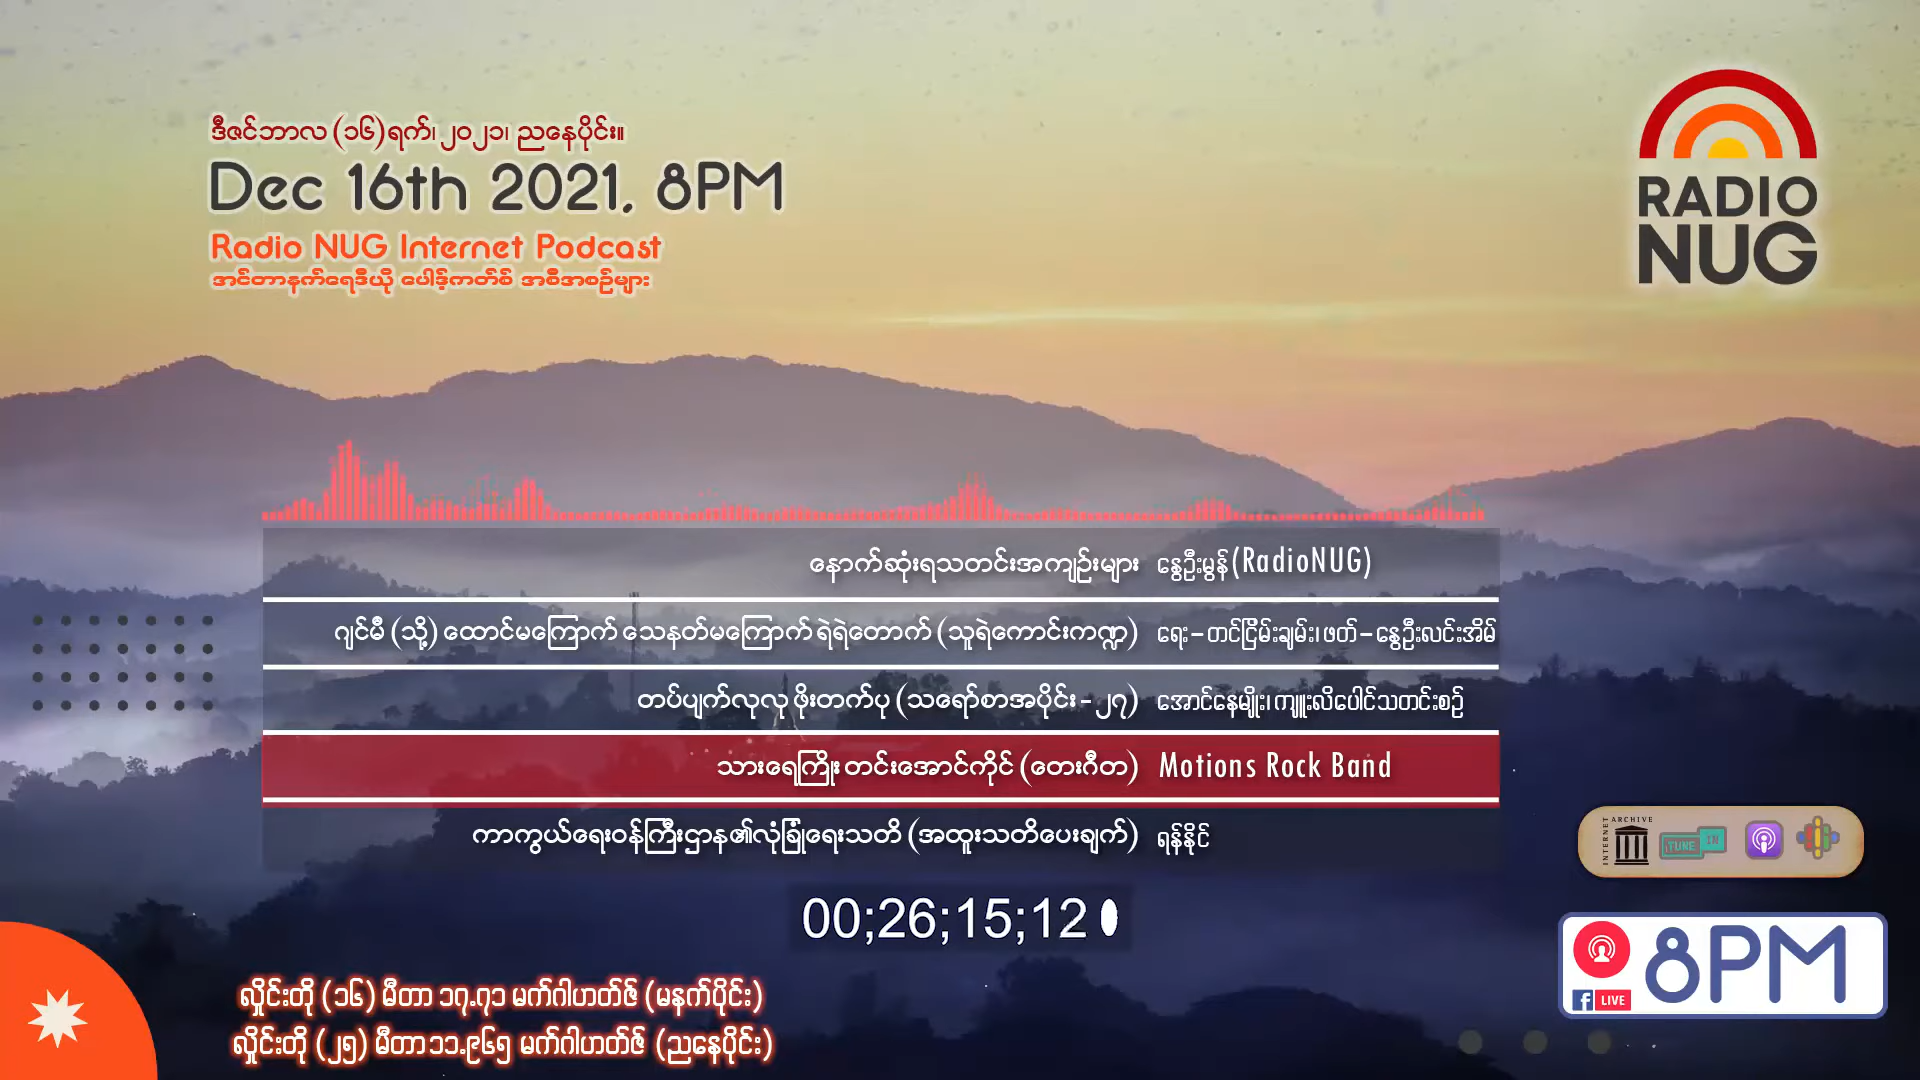 ဒီဇင်ဘာလ (၁၆)ရက်၊ ၂၀၂၁၊ ညနေပိုင်း။
Dec 16th 2021, 8PM
Radio NUG Internet Podcast
အင်တာနက်ရေဒီယို ပေါ့ဒ်ကတ်စ် အစီအစဉ်များ
RADIO
NUG
နောက်ဆုံးရသတင်းအကျဉ်းများ နွေဦးမွန်(RadioNUG)
ဂျင်မီ (သို့) ထောင်မကြောက် သေနတ်မကြောက် ရဲရဲတောက် (သူရဲကောင်းကဏ္ဍ) ရေး – တင်ငြိမ်းချမ်း၊ ဖတ် – နွေဦးလင်းအိမ်
တပ်ပျက်လုလု ဖိုးတက်ပု (သရော်စာအပိုင်း - ၂၇) အောင်နေမျိုး၊ ကျူးလိပေါင်သတင်းစဉ်
သားရေကြိုး တင်းအောင်ကိုင် (တေးဂီတ) Motions Rock Band
ကာကွယ်ရေးဝန်ကြီးဌာန၏လုံခြုံရေးသတိ (အထူးသတိပေးချက်) ရန်နိုင်
INTERNET ARCHIVE
TUNE IN
00;26;15;12
8PM
LIVE
လှိုင်းတို (၁၆) မီတာ ၁၇.၇၁ မက်ဂါဟတ်ဇ် (မနက်ပိုင်း)
လှိုင်းတို (၂၅) မီတာ ၁၁.၉၆၅ မက်ဂါဟတ်ဇ် (ညနေပိုင်း)